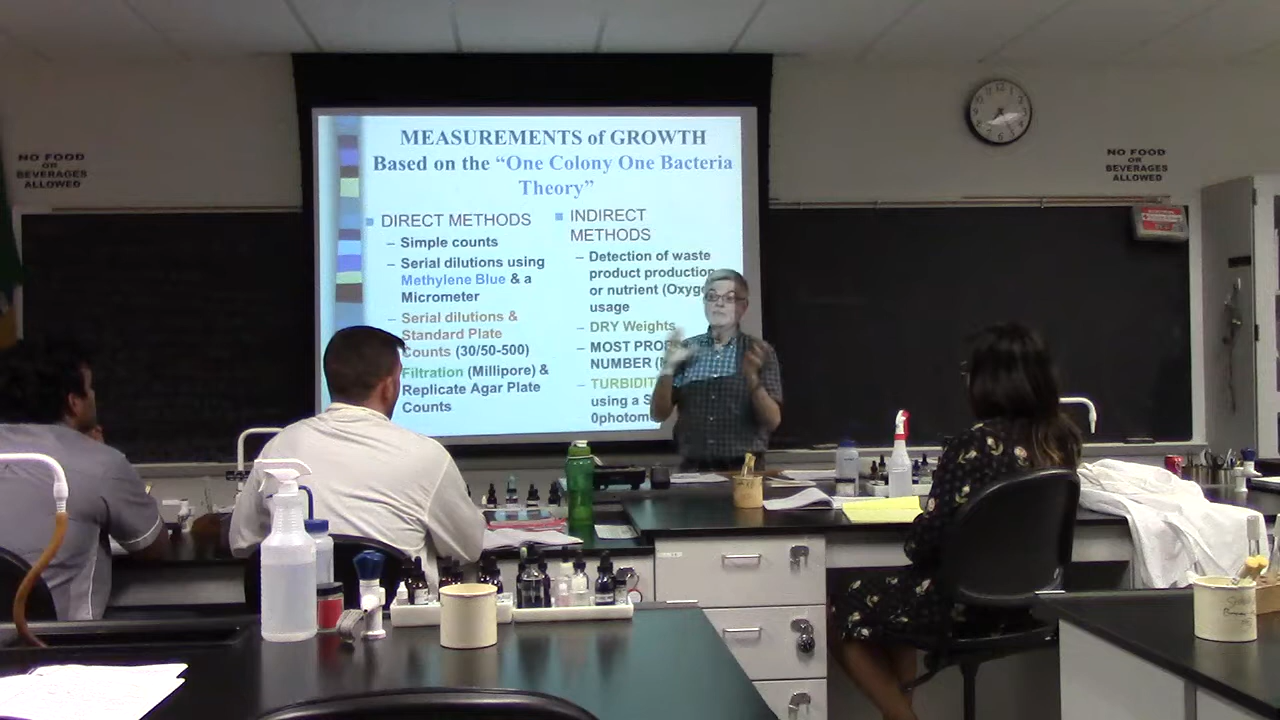 MEASUREMENTS of GROWTH
Based on the “One Colony One Bacteria
Theory”
DIRECT METHODS
– Simple counts
– Serial dilutions using
Methylene Blue & a
Micrometer
– Serial dilutions &
Standard Plate
Counts (30/50-500)
– Filtration (Millipore) &
Replicate Agar Plate
Counts
INDIRECT
METHODS
– Detection of waste
product production
or nutrient (Oxyge
usage
– DRY Weights
– MOST PROB
NUMBER (
– TURBIDIT
using a S
0photom
NO FOOD
OR
BEVERAGES
ALLOWED
NO FOOD
OR
BEVERAGES
ALLOWED